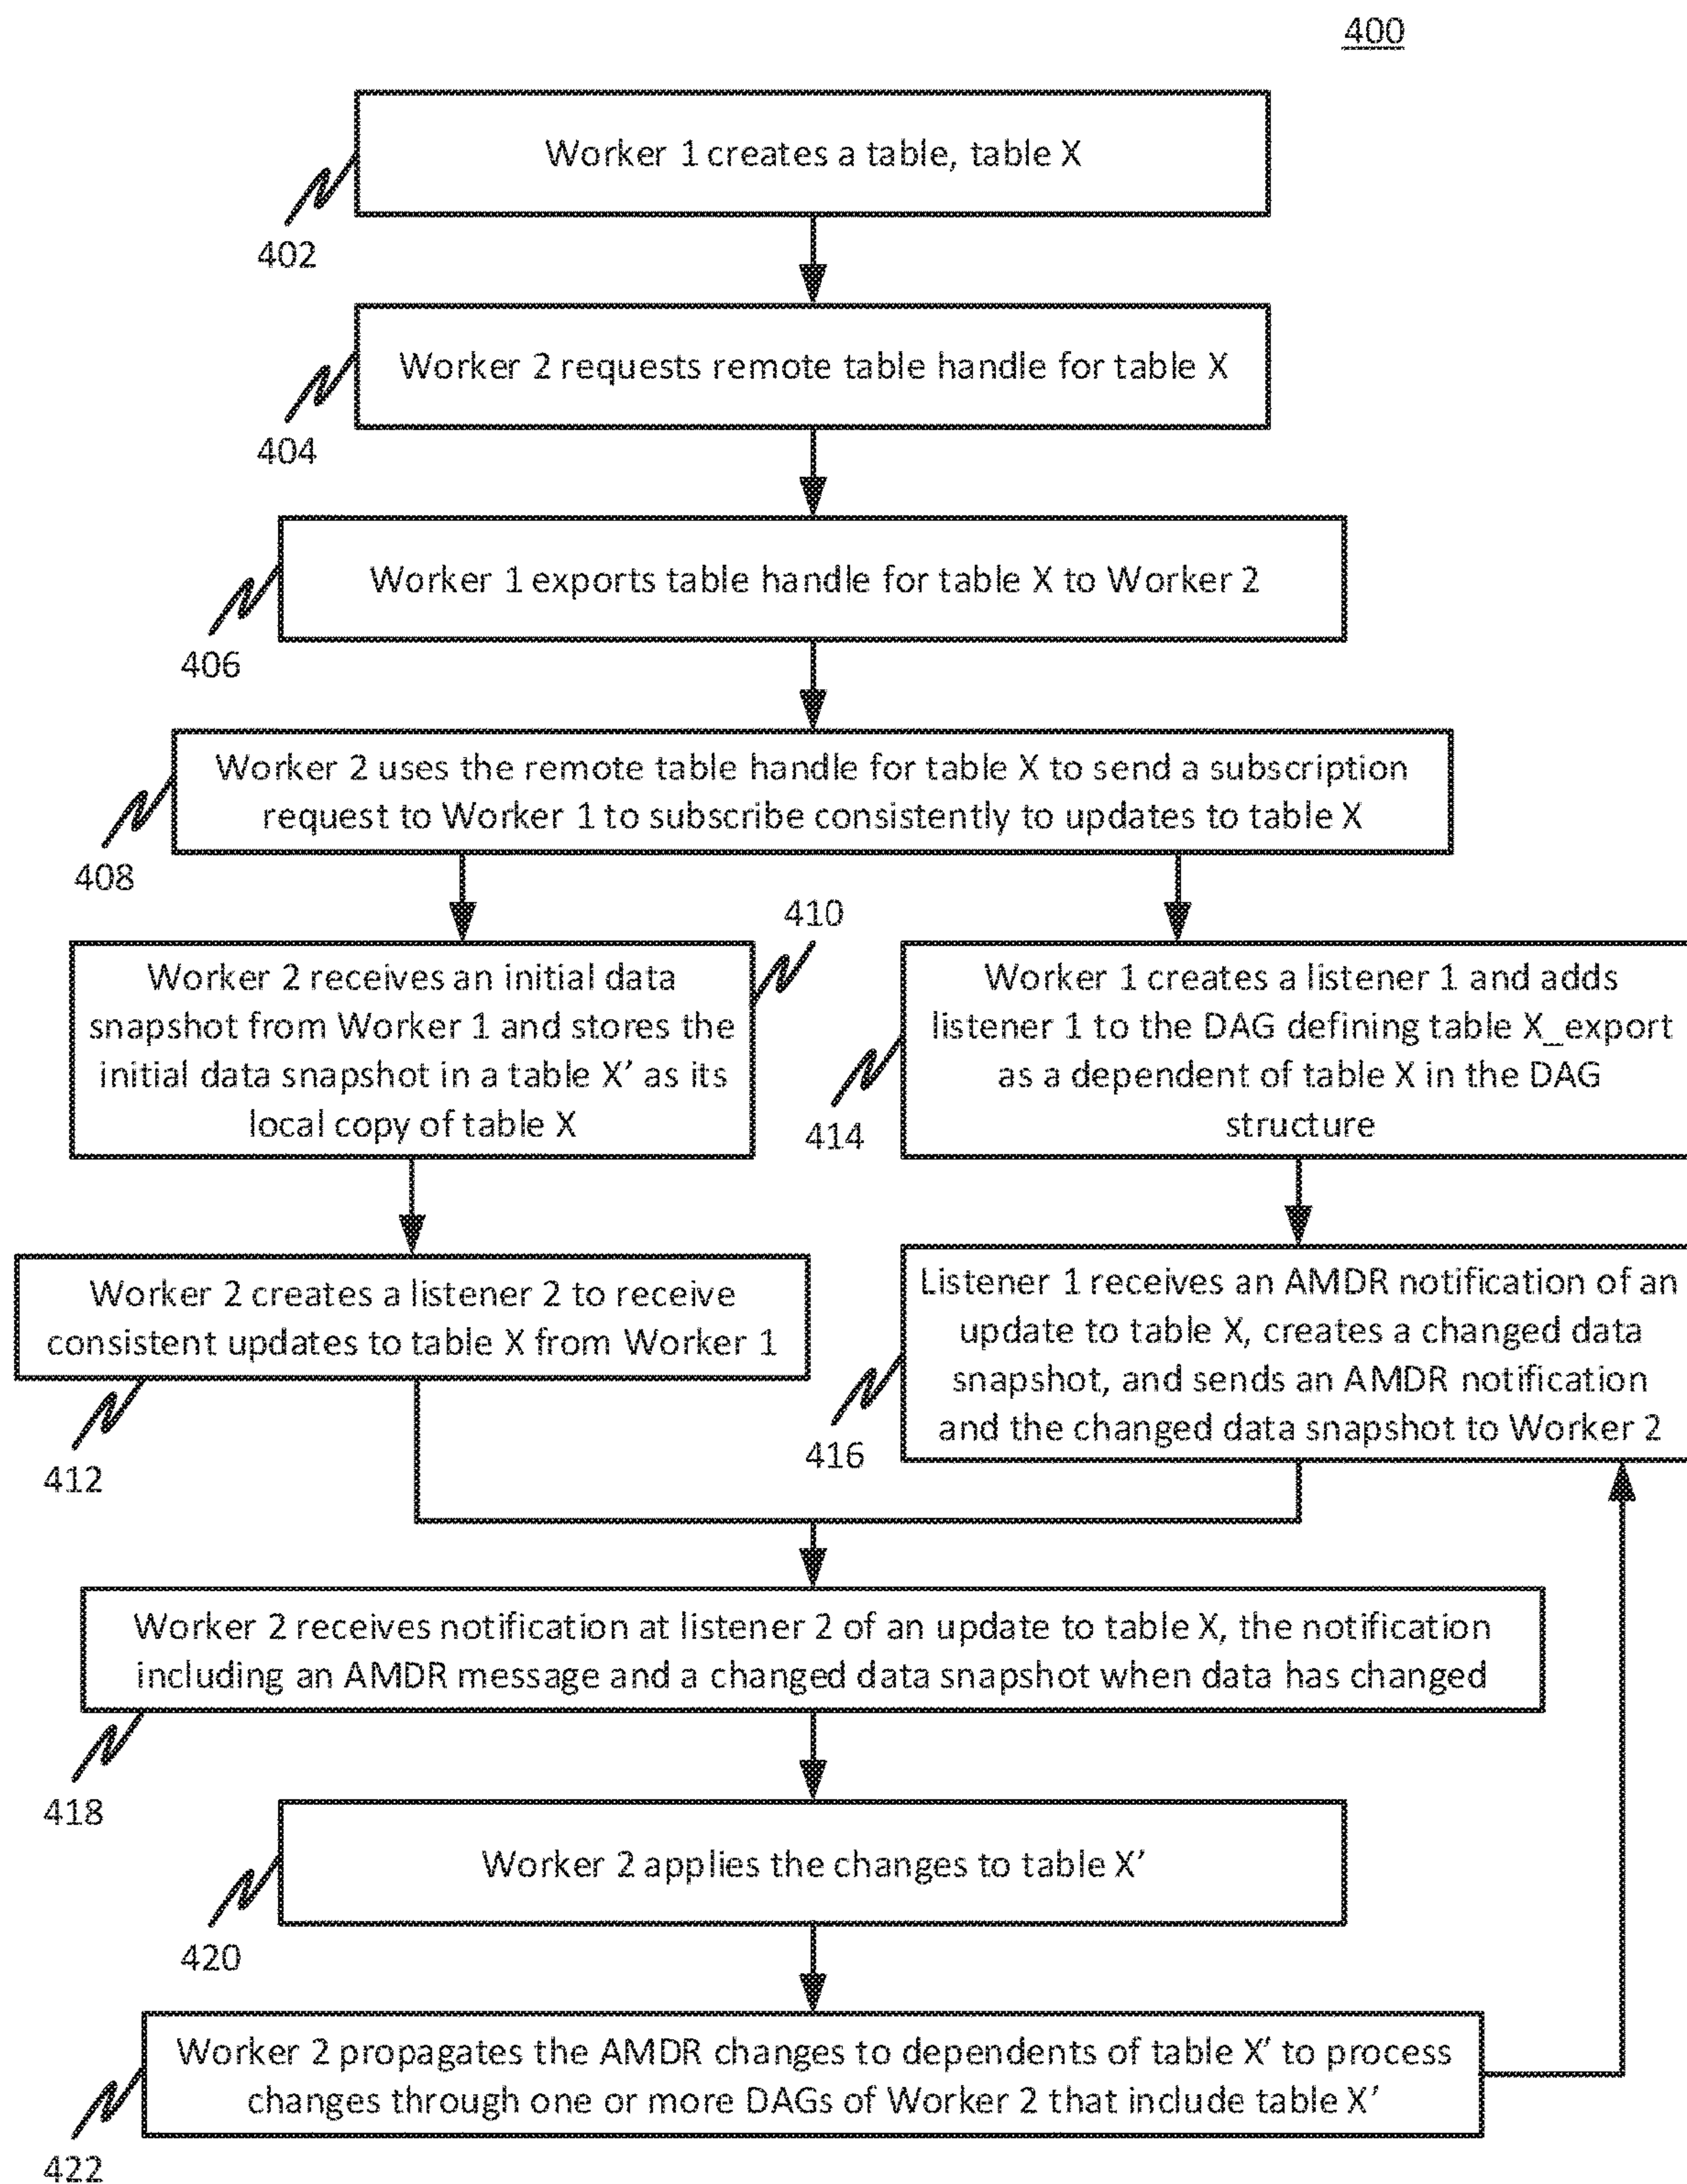 400
Worker 1 creates a table, table X
402
Worker 2 requests remote table handle for table X
404
Worker 1 exports table handle for table X to Worker 2
406
Worker 2 uses the remote table handle for table X to send a subscription
request to Worker 1 to subscribe consistently to updates to table X
408
410
Worker 2 receives an initial data
snapshot from Worker 1 and stores the
initial data snapshot in a table X’ as its
local copy of table X
Worker 1 creates a listener 1 and adds
listener 1 to the DAG defining table X_export
as a dependent of table X in the DAG
structure
414
Worker 2 creates a listener 2 to receive
consistent updates to table X from Worker 1
412
Listener 1 receives an AMDR notification of an
update to table X, creates a changed data
snapshot, and sends an AMDR notification
and the changed data snapshot to Worker 2
416
Worker 2 receives notification at listener 2 of an update to table X, the notification
including an AMDR message and a changed data snapshot when data has changed
418
Worker 2 applies the changes to table X’
420
Worker 2 propagates the AMDR changes to dependents of table X’ to process
changes through one or more DAGs of Worker 2 that include table X’
422